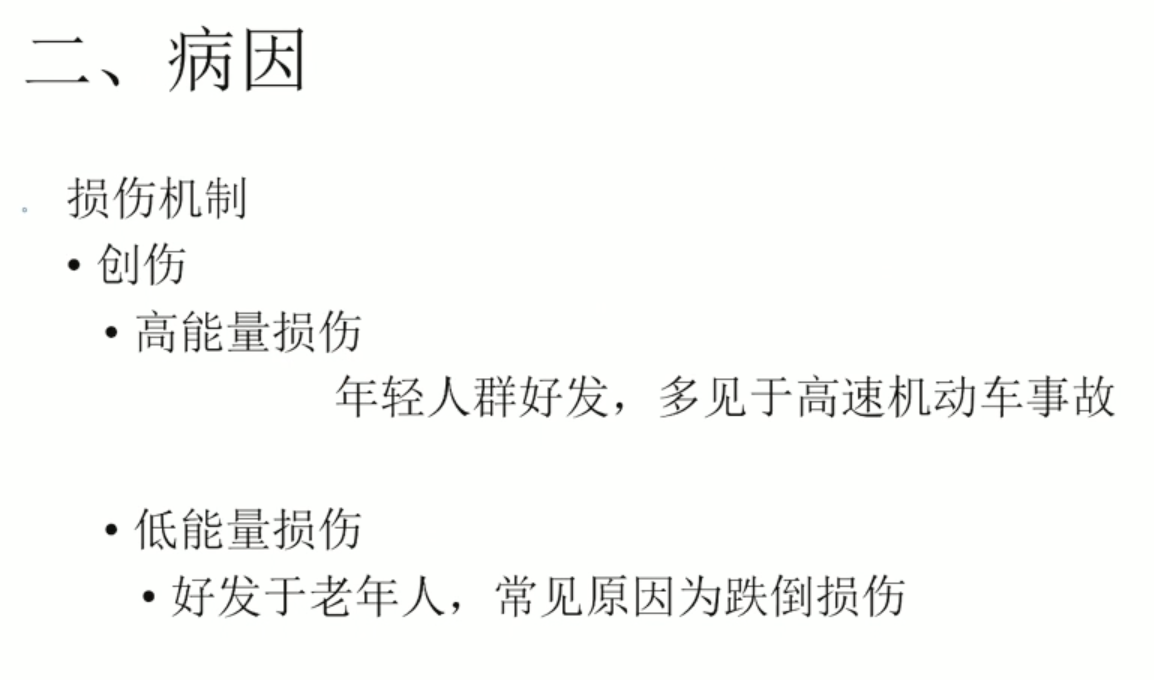 二、病因
损伤机制
• 创伤
• 高能量损伤
年轻人群好发，多见于高速机动车事故
• 低能量损伤
• 好发于老年人，常见原因为跌倒损伤